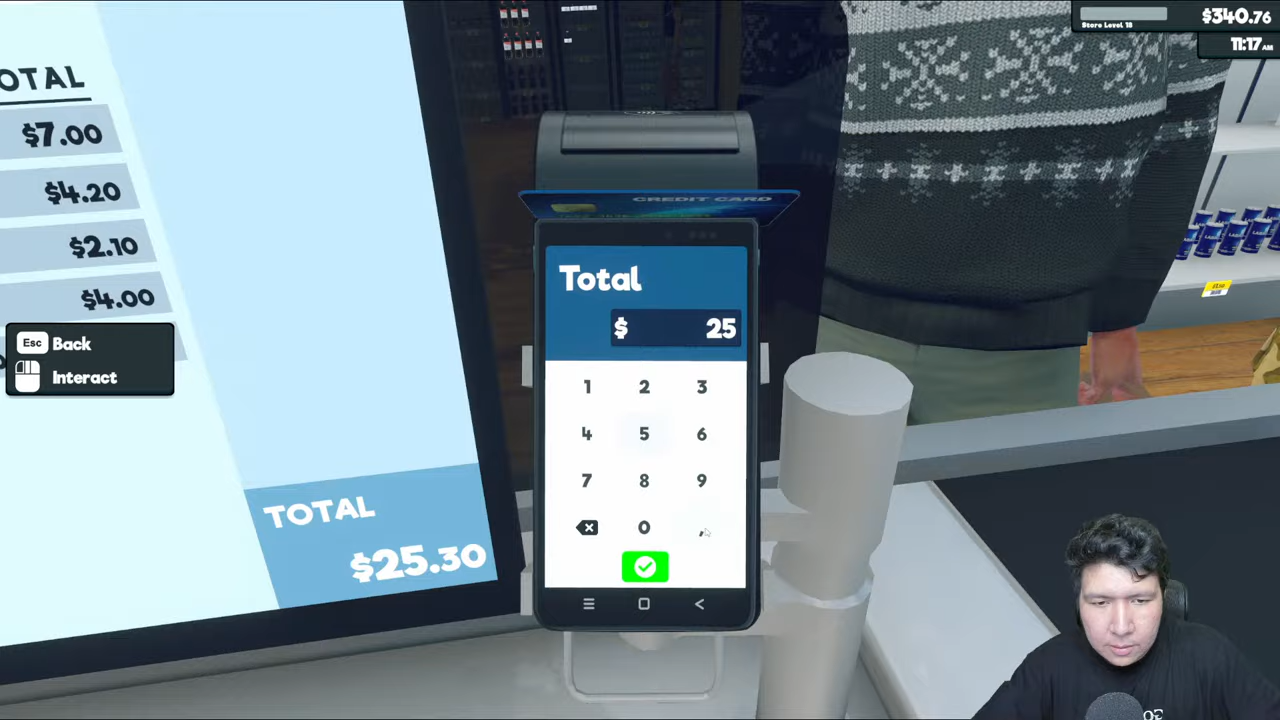 $340.76
Store Level 18
11:17 AM
OTAL
$7.00
$4.20
$2.10
$4.00
Esc Back
Interact
TOTAL
$25.30
CREDIT CARD
Total
$ 25
1 2 3
4 5 6
7 8 9
0 ,